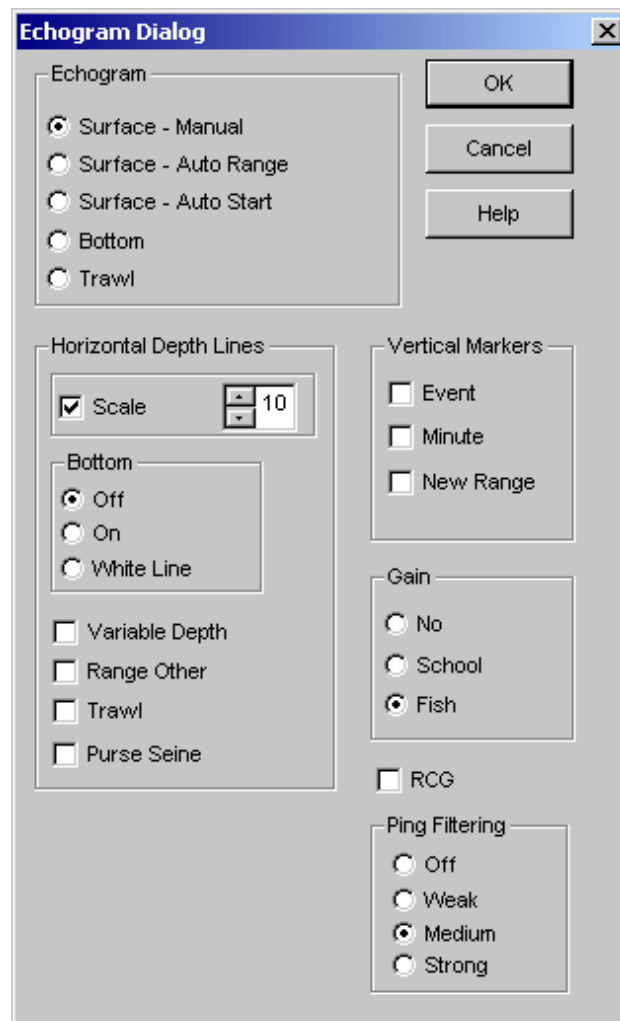 Echogram Dialog
Echogram
Surface - Manual
Surface - Auto Range
Surface - Auto Start
Bottom
Trawl
OK
Cancel
Help
Horizontal Depth Lines
Scale 10
Bottom
Off
On
White Line
Variable Depth
Range Other
Trawl
Purse Seine
Vertical Markers
Event
Minute
New Range
Gain
No
School
Fish
RCG
Ping Filtering
Off
Weak
Medium
Strong